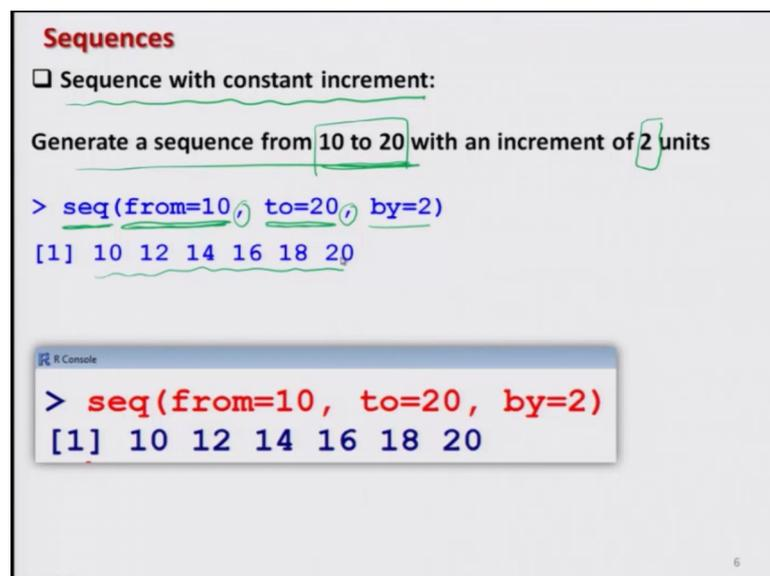 Sequences
❑ Sequence with constant increment:
Generate a sequence from 10 to 20 with an increment of 2 units
> seq(from=10, to=20, by=2)
[1] 10 12 14 16 18 20
R Console
> seq(from=10, to=20, by=2)
[1] 10 12 14 16 18 20
6